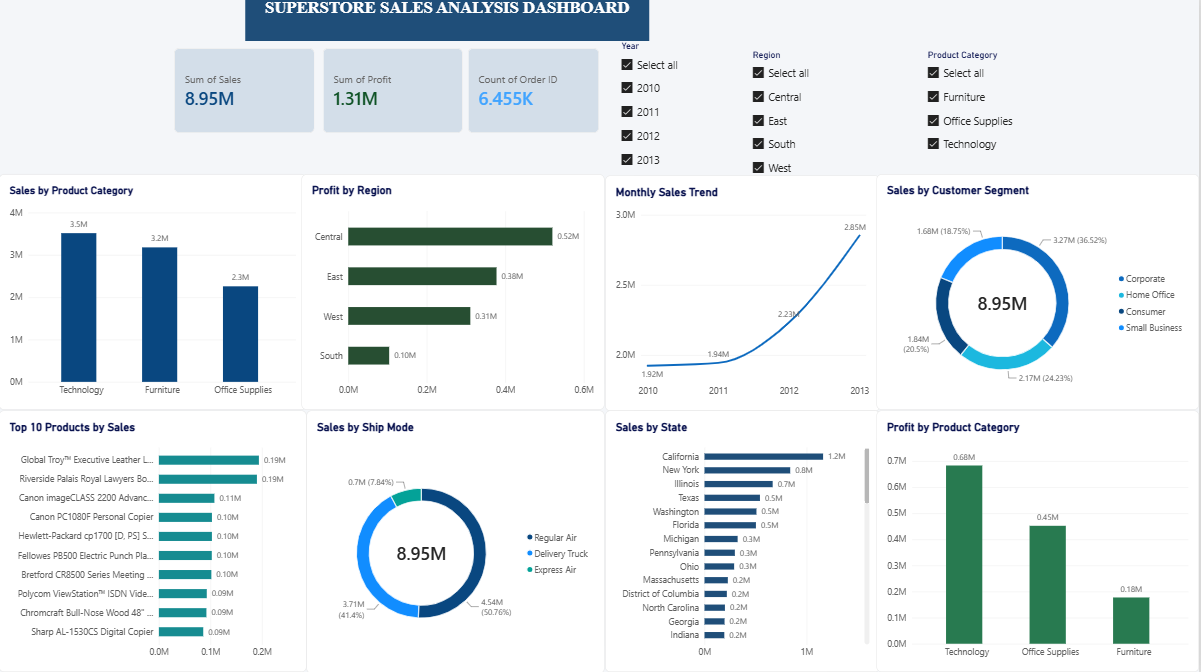 SUPERSTORE SALES ANALYSIS DASHBOARD
Sum of Sales
8.95M
Sum of Profit
1.31M
Count of Order ID
6.455K
Year
Select all
2010
2011
2012
2013
Region
Select all
Central
East
South
West
Product Category
Select all
Furniture
Office Supplies
Technology
Sales by Product Category
4M
3M
2M
1M
0M
3.5M
3.2M
2.3M
Technology
Furniture
Office Supplies
Profit by Region
Central
0.52M
East
0.38M
West
0.31M
South
0.10M
0.0M
0.2M
0.4M
0.6M
Monthly Sales Trend
3.0M
2.5M
2.0M
1.92M
1.94M
2.23M
2.85M
2010
2011
2012
2013
Sales by Customer Segment
1.68M (18.75%)
3.27M (36.52%)
8.95M
1.84M
(20.5%)
2.17M (24.23%)
Corporate
Home Office
Consumer
Small Business
Top 10 Products by Sales
Global Troy™ Executive Leather L...
0.19M
Riverside Palais Royal Lawyers Bo...
0.19M
Canon imageCLASS 2200 Advanc...
0.11M
Canon PC1080F Personal Copier
0.10M
Hewlett-Packard cp1700 [D, PS] S...
0.10M
Fellowes PB500 Electric Punch Pla...
0.10M
Bretford CR8500 Series Meeting ...
0.10M
Polycom ViewStation™ ISDN Vide...
0.09M
Chromcraft Bull-Nose Wood 48" ...
0.09M
Sharp AL-1530CS Digital Copier
0.09M
0.0M
0.1M
0.2M
Sales by Ship Mode
0.7M (7.84%)
8.95M
3.71M
(41.4%)
4.54M
(50.76%)
Regular Air
Delivery Truck
Express Air
Sales by State
California
1.2M
New York
0.8M
Illinois
0.7M
Texas
0.5M
Washington
0.5M
Florida
0.5M
Michigan
0.3M
Pennsylvania
0.3M
Ohio
0.3M
Massachusetts
0.2M
District of Columbia
0.2M
North Carolina
0.2M
Georgia
0.2M
Indiana
0.2M
0M
1M
Profit by Product Category
0.7M
0.6M
0.5M
0.4M
0.3M
0.2M
0.1M
0.0M
0.68M
0.45M
0.18M
Technology
Office Supplies
Furniture